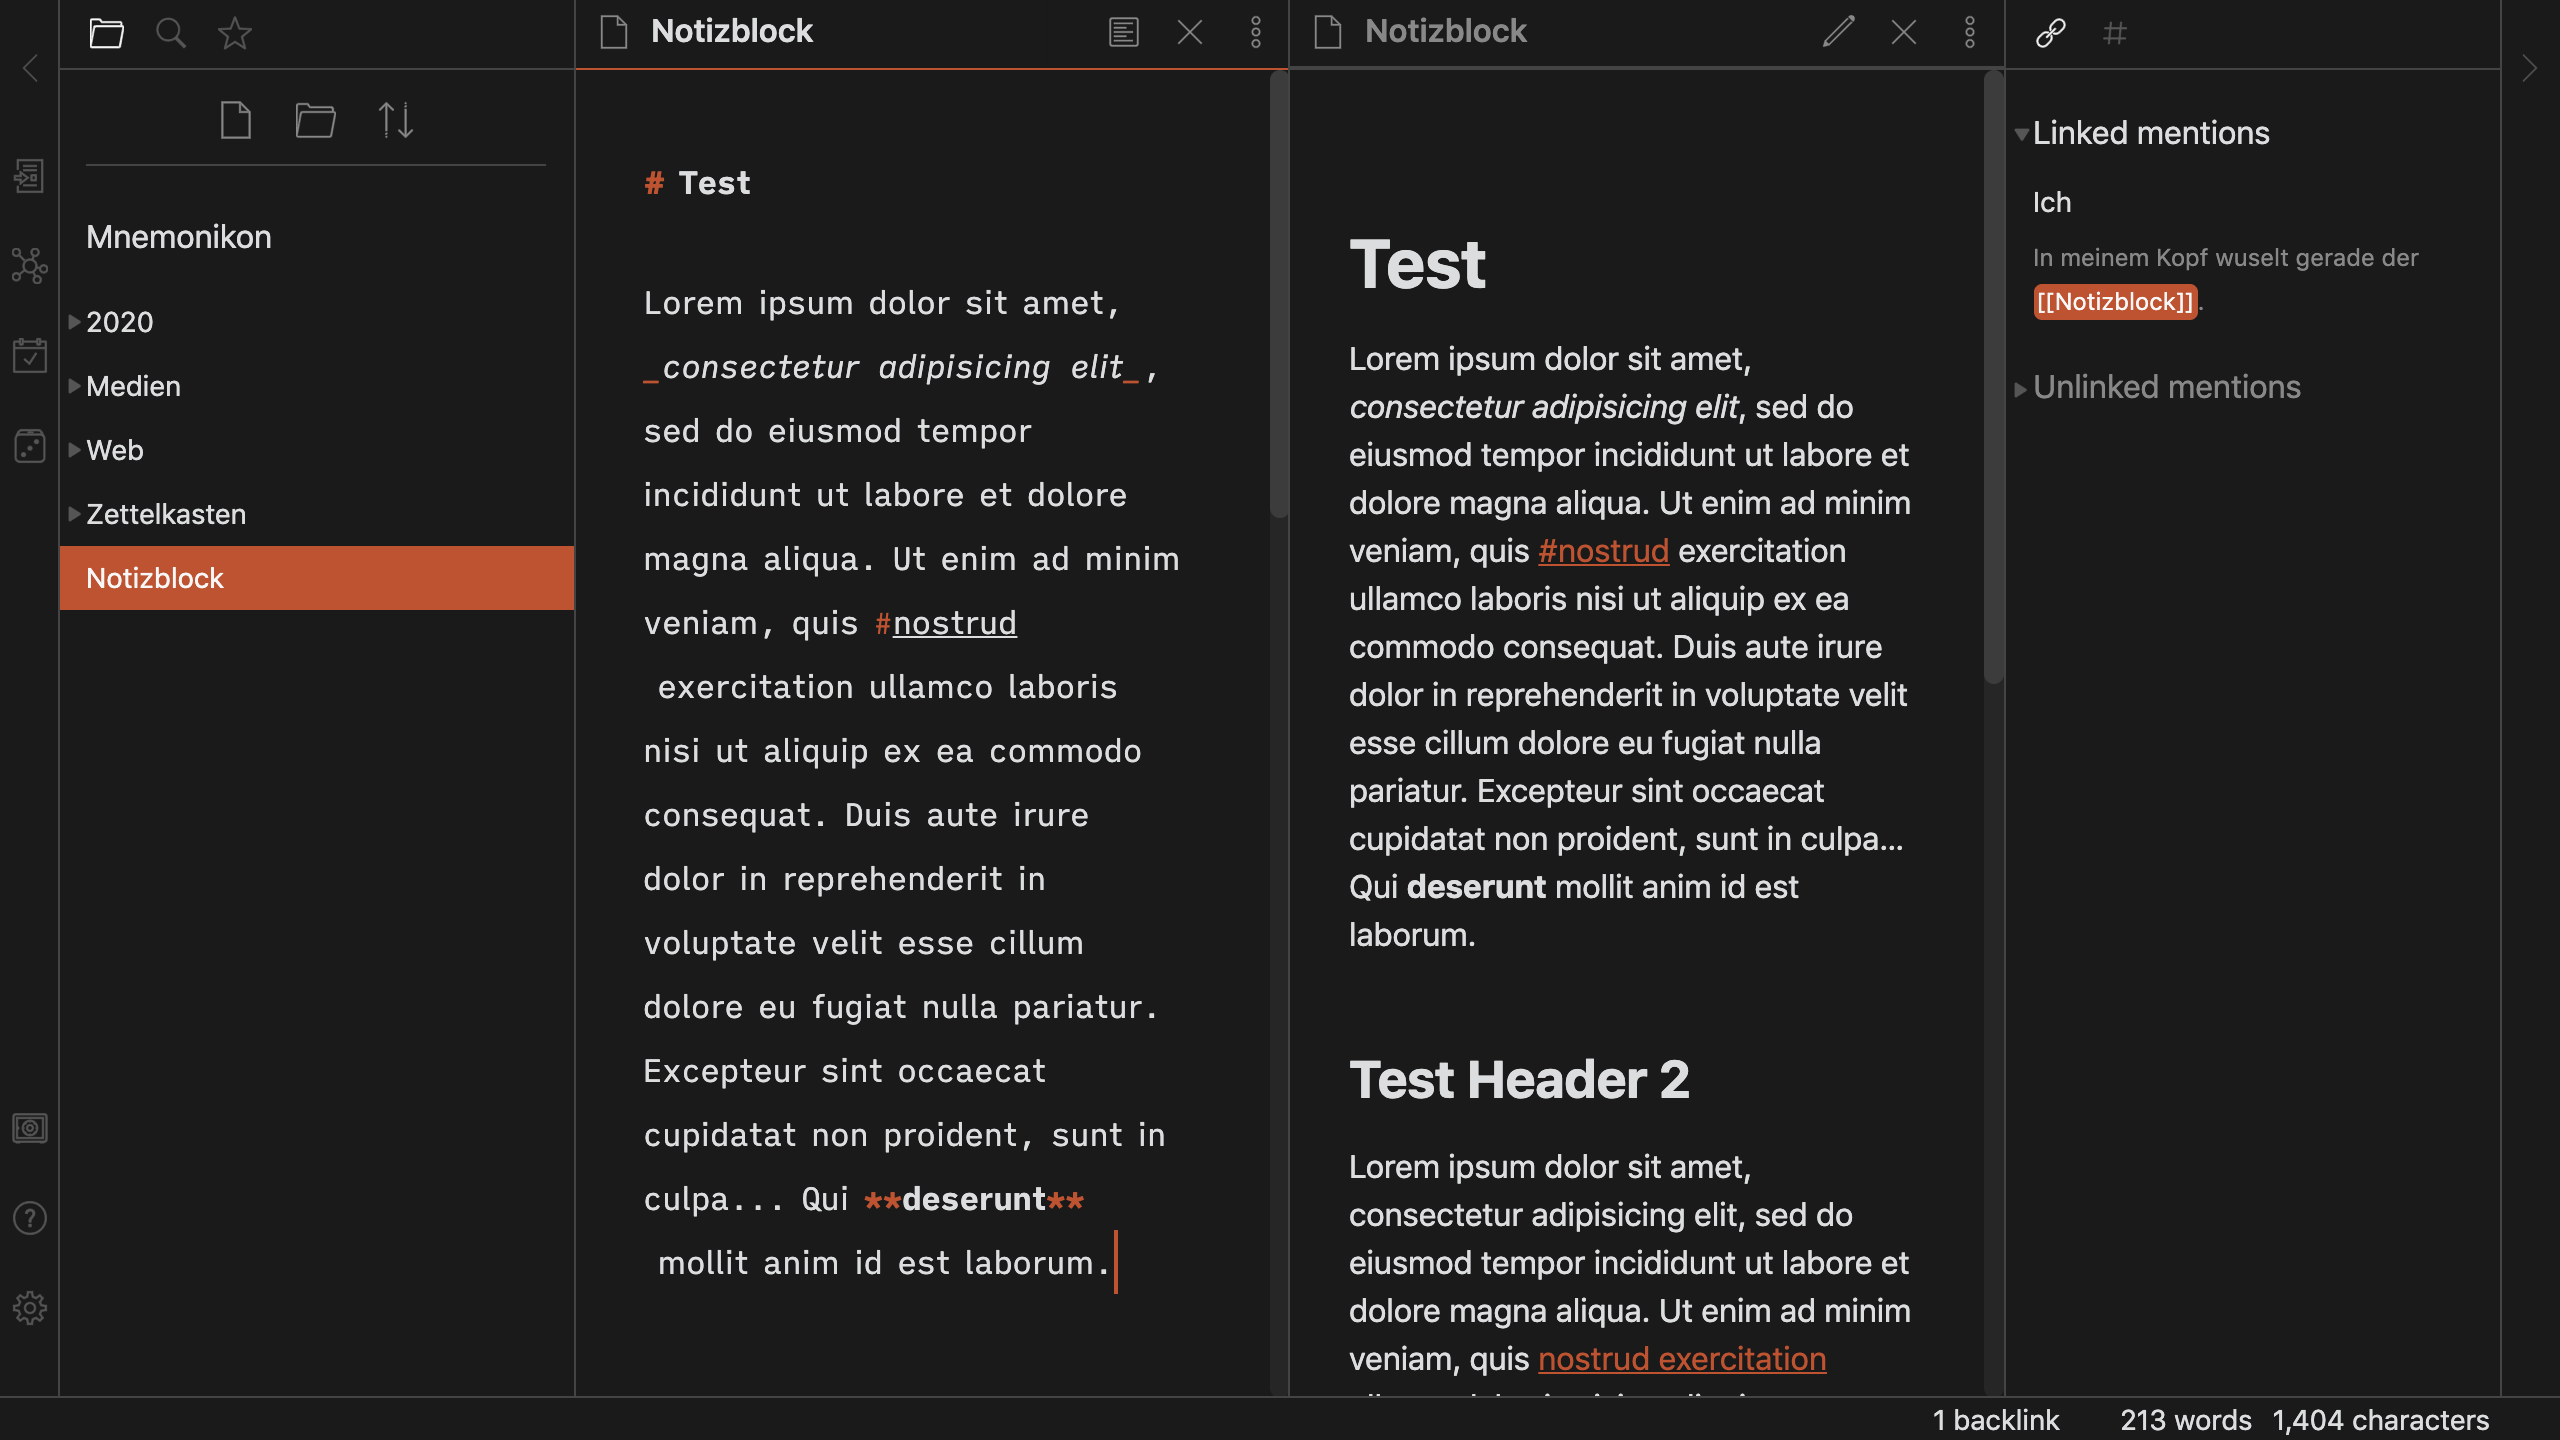 Mnemonikon
2020
Medien
Web
Zettelkasten
Notizblock
Notizblock
# Test
Lorem ipsum dolor sit amet,
_consectetur adipisicing elit_,
sed do eiusmod tempor
incididunt ut labore et dolore
magna aliqua. Ut enim ad minim
veniam, quis #nostrud
exercitation ullamco laboris
nisi ut aliquip ex ea commodo
consequat. Duis aute irure
dolor in reprehenderit in
voluptate velit esse cillum
dolore eu fugiat nulla pariatur.
Excepteur sint occaecat
cupidatat non proident, sunt in
culpa... Qui **deserunt**
mollit anim id est laborum.
Notizblock
Test
Lorem ipsum dolor sit amet,
consectetur adipisicing elit, sed do
eiusmod tempor incididunt ut labore et
dolore magna aliqua. Ut enim ad minim
veniam, quis #nostrud exercitation
ullamco laboris nisi ut aliquip ex ea
commodo consequat. Duis aute irure
dolor in reprehenderit in voluptate velit
esse cillum dolore eu fugiat nulla
pariatur. Excepteur sint occaecat
cupidatat non proident, sunt in culpa...
Qui deserunt mollit anim id est
laborum.
Test Header 2
Lorem ipsum dolor sit amet,
consectetur adipisicing elit, sed do
eiusmod tempor incididunt ut labore et
dolore magna aliqua. Ut enim ad minim
veniam, quis nostrud exercitation
Linked mentions
Ich
In meinem Kopf wuselt gerade der
[[Notizblock]].
Unlinked mentions
1 backlink 213 words 1,404 characters